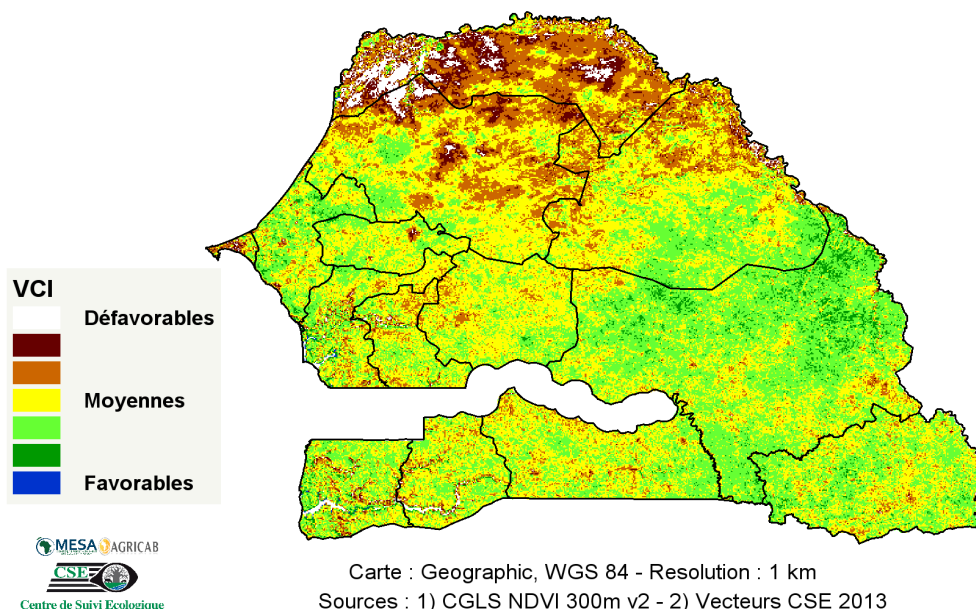 VCI
Défavorables
Moyennes
Favorables
MESA AGRICAB
CSE
Centre de Suivi Ecologique
Carte : Geographic, WGS 84 - Resolution : 1 km
Sources : 1) CGLS NDVI 300m v2 - 2) Vecteurs CSE 2013